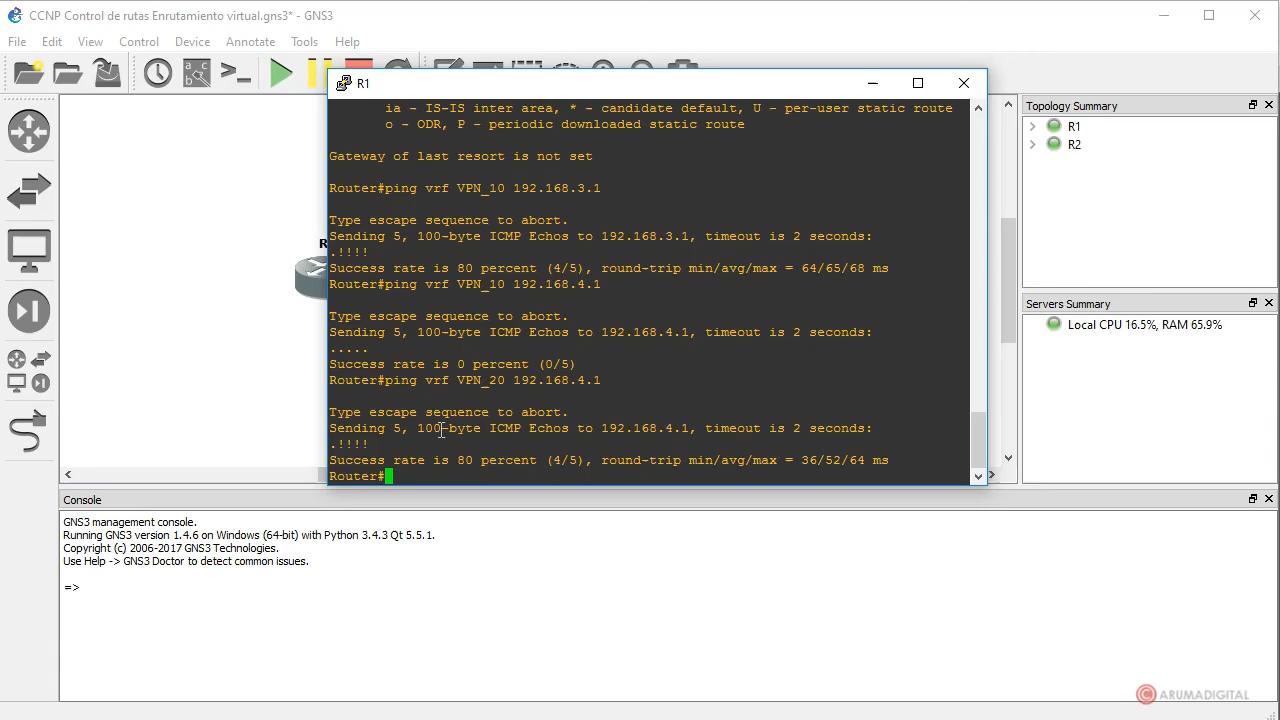 CCNP Control de rutas Enrutamiento virtual.gns3* - GNS3
File Edit View Control Device Annotate Tools Help
R1
ia - IS-IS inter area, * - candidate default, U - per-user static route
o - ODR, P - periodic downloaded static route
Gateway of last resort is not set
Router#ping vrf VPN_10 192.168.3.1
Type escape sequence to abort.
Sending 5, 100-byte ICMP Echos to 192.168.3.1, timeout is 2 seconds:
.!!!!
Success rate is 80 percent (4/5), round-trip min/avg/max = 64/65/68 ms
Router#ping vrf VPN_10 192.168.4.1
Type escape sequence to abort.
Sending 5, 100-byte ICMP Echos to 192.168.4.1, timeout is 2 seconds:
.....
Success rate is 0 percent (0/5)
Router#ping vrf VPN_20 192.168.4.1
Type escape sequence to abort.
Sending 5, 100-byte ICMP Echos to 192.168.4.1, timeout is 2 seconds:
.!!!!
Success rate is 80 percent (4/5), round-trip min/avg/max = 36/52/64 ms
Router#
Topology Summary
R1
R2
Servers Summary
Local CPU 16.5%, RAM 65.9%
Console
GNS3 management console.
Running GNS3 version 1.4.6 on Windows (64-bit) with Python 3.4.3 Qt 5.5.1.
Copyright (c) 2006-2017 GNS3 Technologies.
Use Help -> GNS3 Doctor to detect common issues.
=>
© ARUMADIGITAL